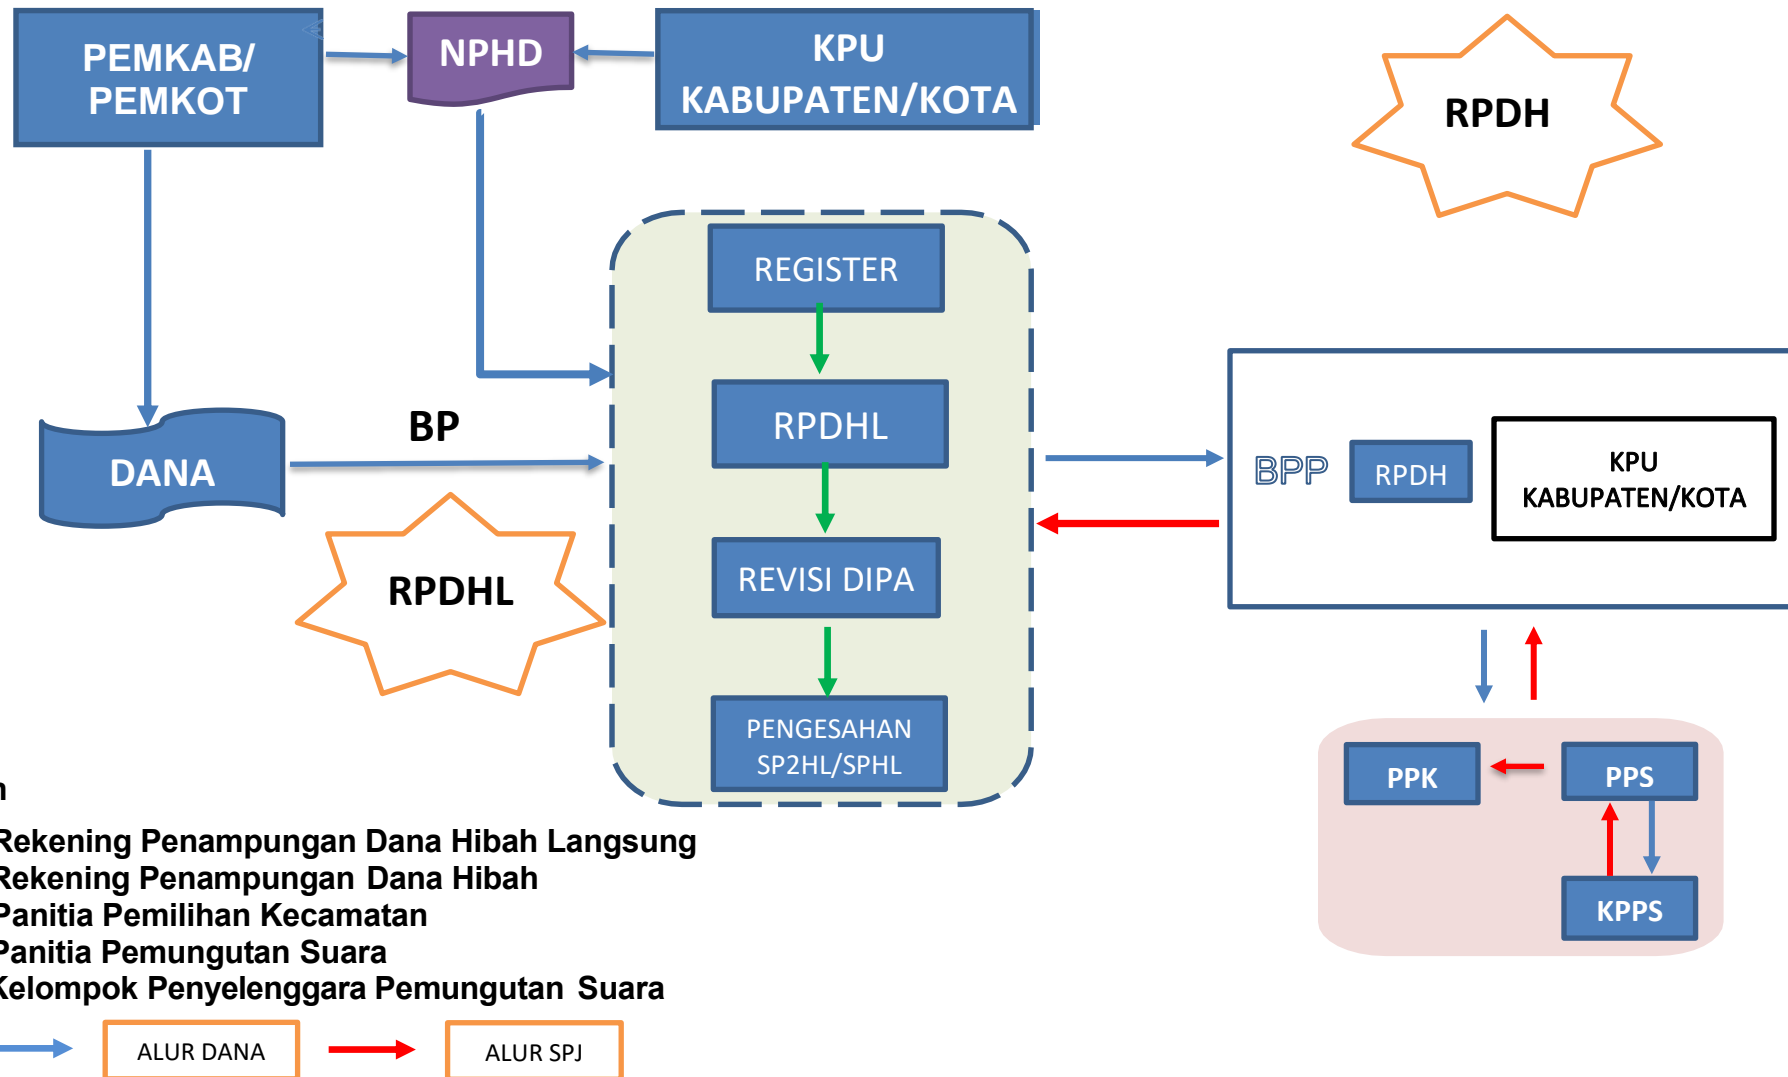 PEMKAB/
PEMKOT
NPHD
KPU
KABUPATEN/KOTA
RPDH
REGISTER
RPDHL
REVISI DIPA
PENGESAHAN
SP2HL/SPHL
BP
DANA
RPDHL
BPP
RPDH
KPU
KABUPATEN/KOTA
PPK
PPS
KPPS
Rekening Penampungan Dana Hibah Langsung
Rekening Penampungan Dana Hibah
Panitia Pemilihan Kecamatan
Panitia Pemungutan Suara
Kelompok Penyelenggara Pemungutan Suara
ALUR DANA
ALUR SPJ